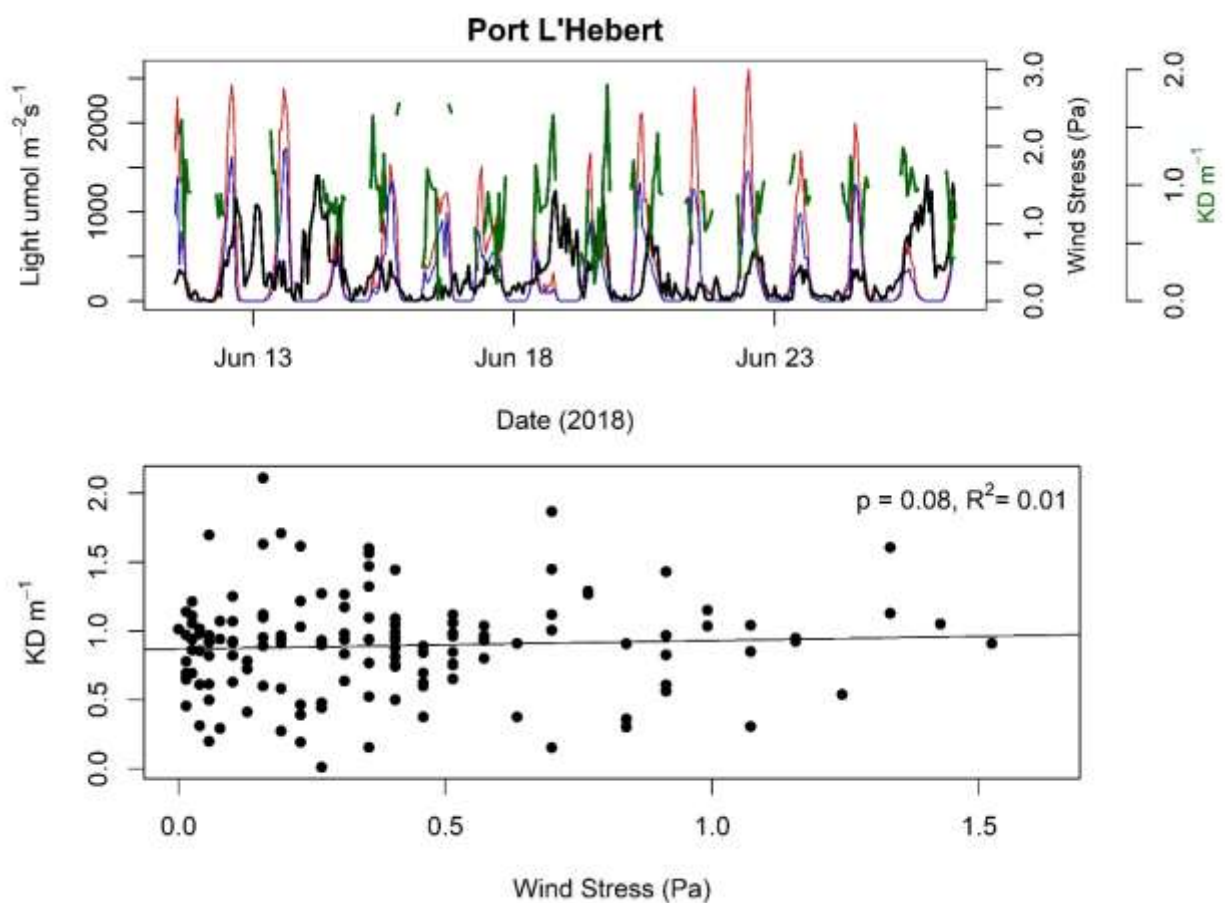 Port L'Hebert
Light umol m⁻²s⁻¹
0 1000 2000
Wind Stress (Pa)
0.0 1.0 2.0 3.0
KD m⁻¹
0.0 1.0 2.0
Jun 13 Jun 18 Jun 23
Date (2018)
KD m⁻¹
0.0 0.5 1.0 1.5 2.0
p = 0.08, R²= 0.01
0.0 0.5 1.0 1.5
Wind Stress (Pa)